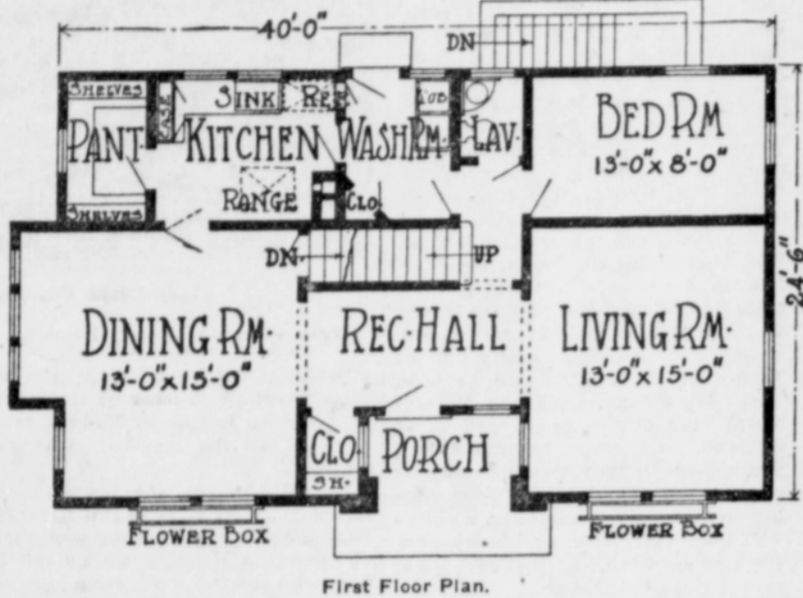 40'-0"
DN
SHELVES
CASE
SINK
REF
TUB
PANT.
KITCHEN
WASH RM.
LAV.
BED RM
13'-0" x 8'-0"
RANGE
CLO.
SHELVES
DN.
UP
24'-6"
DINING RM.
13'-0" x 15'-0"
REC. HALL
LIVING RM.
13'-0" x 15'-0"
CLO.
PORCH
SH.
FLOWER BOX
FLOWER BOX
First Floor Plan.